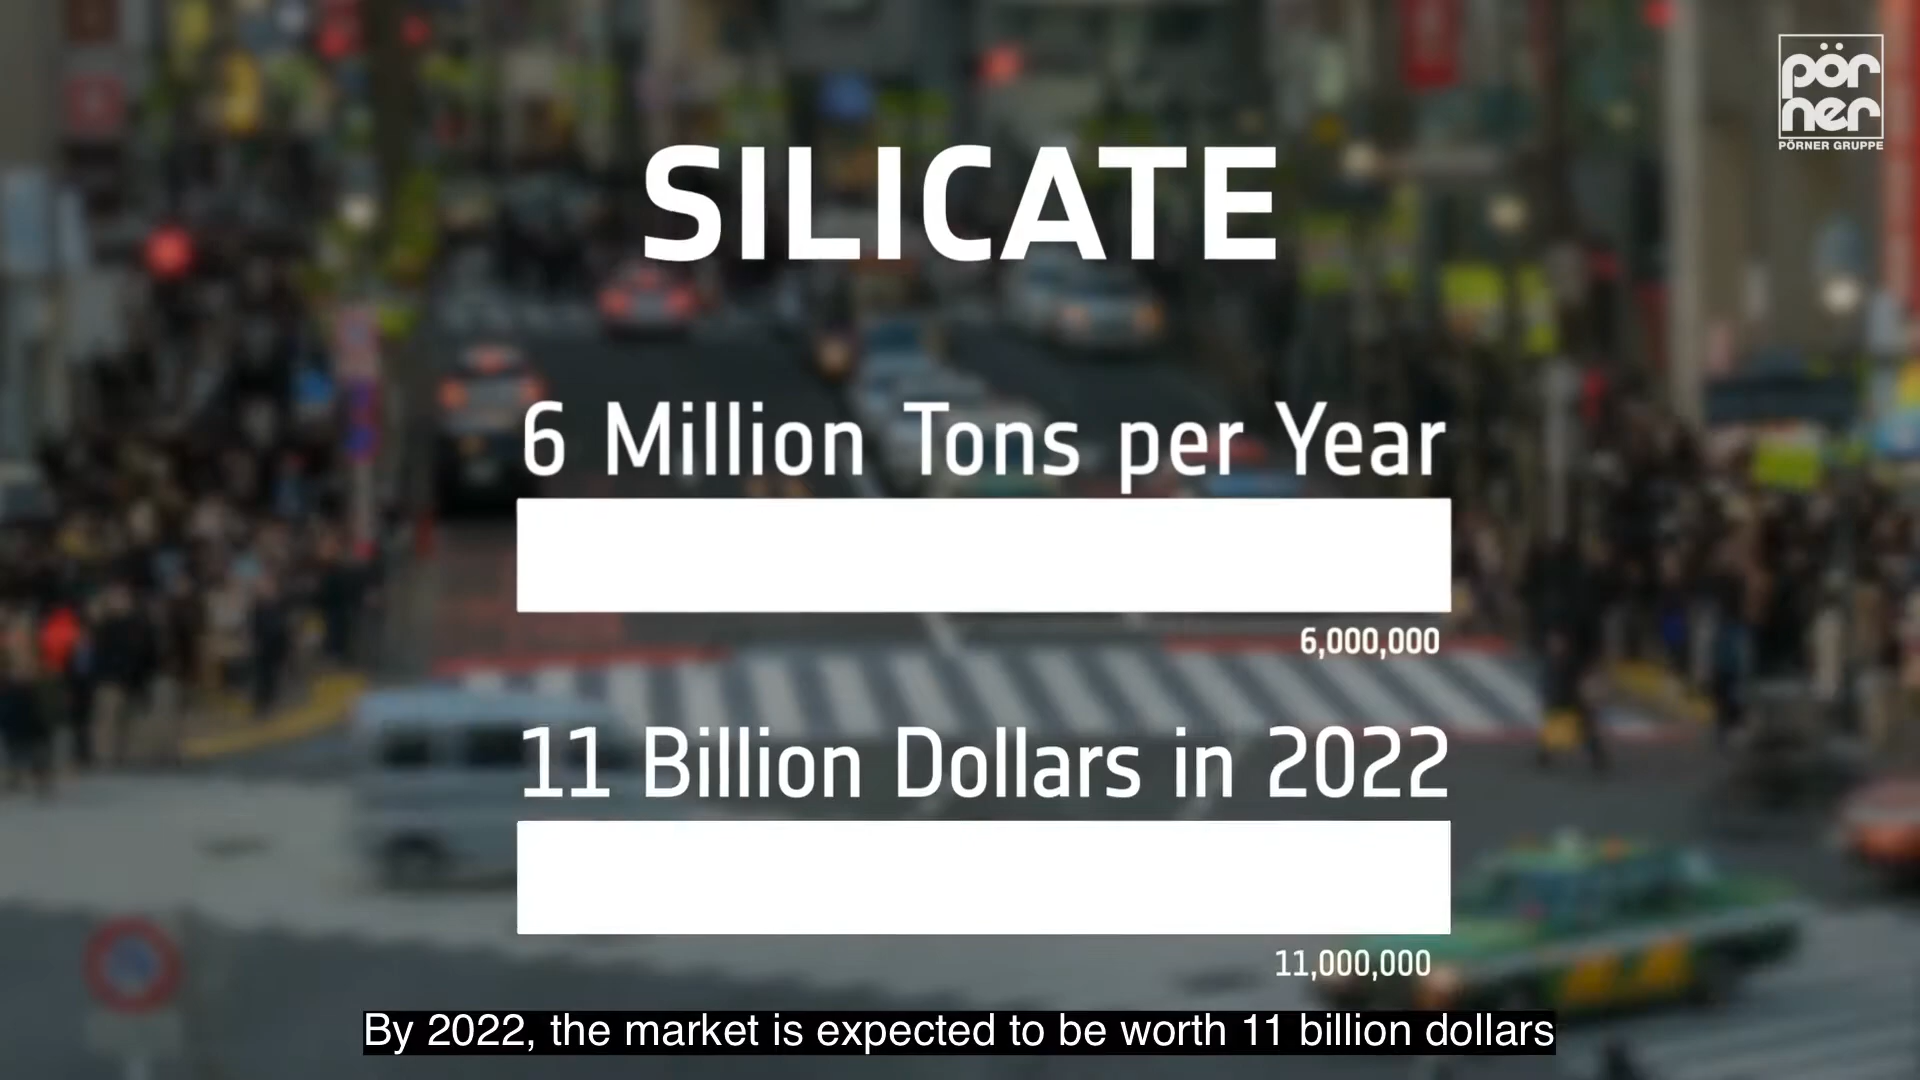 pör
ner
PÖRNER GRUPPE
SILICATE
6 Million Tons per Year
6,000,000
11 Billion Dollars in 2022
11,000,000
By 2022, the market is expected to be worth 11 billion dollars